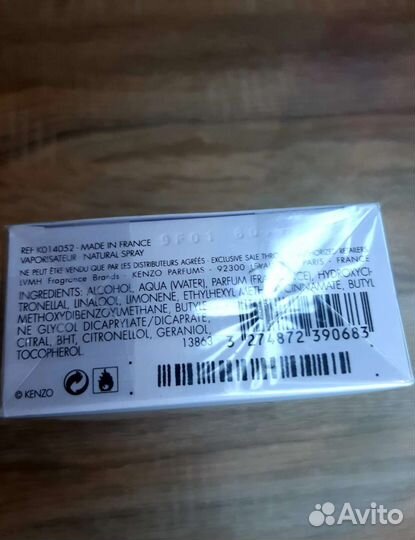 9F01
REF K014052 - MADE IN FRANCE
VAPORISATEUR - NATURAL SPRAY
NE PEUT ÊTRE VENDU QUE PAR LES DISTRIBUTEURS AGRÉÉS - EXCLUSIVE SALE RETAILERS
LVMH Fragrance Brands - KENZO PARFUMS - 92300 PARIS - FRANCE
INGREDIENTS: ALCOHOL, AQUA (WATER), PARFUM HYDROXYCI
TRONELLAL, LINALOOL, LIMONENE, ETHYLHEXYL CINNAMATE, BUTYL
METHOXYDIBENZOYLMETHANE,
NE GLYCOL DICAPRYLATE/DICAPRATE,
CITRAL, BHT, CITRONELLOL, GERANIOL,
TOCOPHEROL. 13863
3 274872 390683
© KENZO
Avito